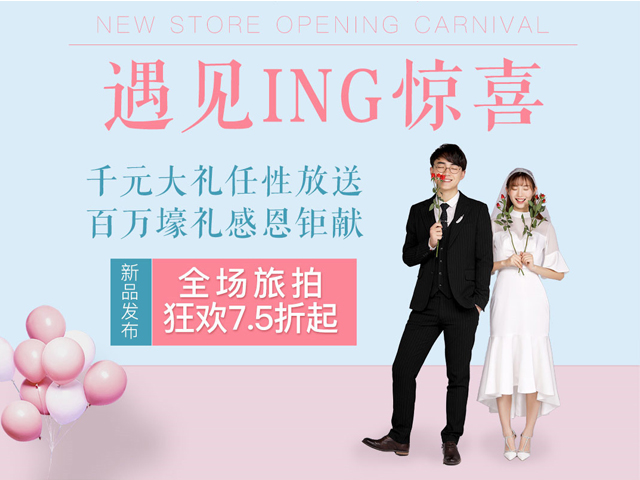 NEW STORE OPENING CARNIVAL
遇见ING惊喜
千元大礼任性放送
百万壕礼感恩钜献
新品发布
全场旅拍
狂欢7.5折起